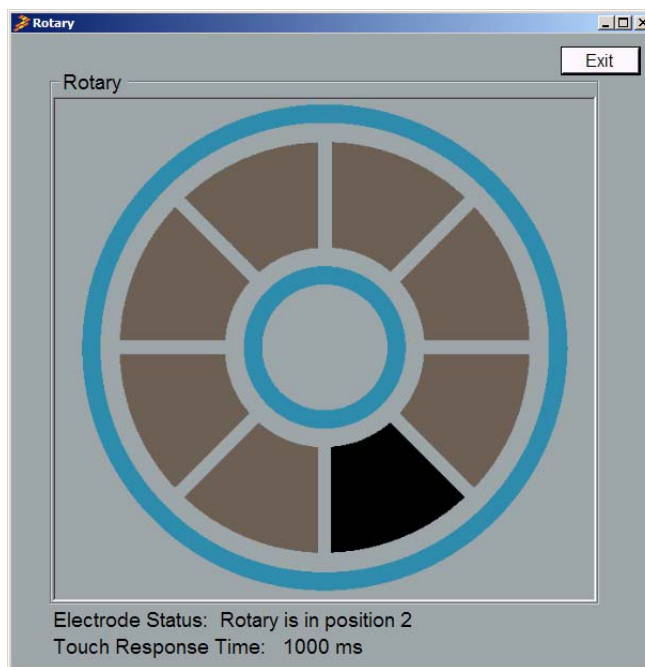 Rotary
Exit
Rotary
Electrode Status:  Rotary is in position 2
Touch Response Time:   1000 ms